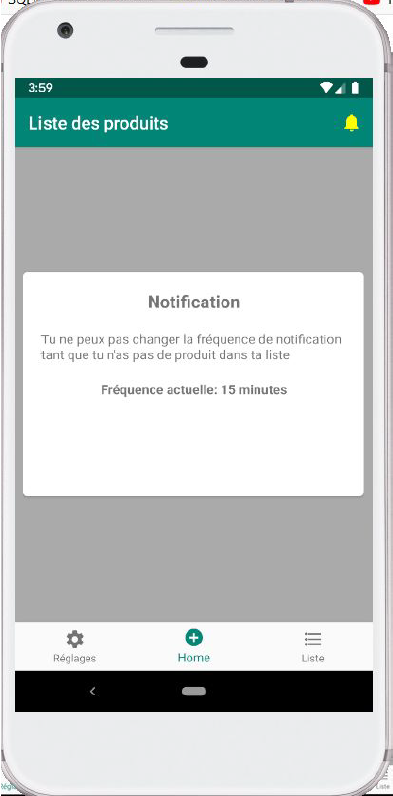 3:59
Liste des produits
Notification
Tu ne peux pas changer la fréquence de notification
tant que tu n'as pas de produit dans ta liste
Fréquence actuelle: 15 minutes
Réglages
Home
Liste
Liste